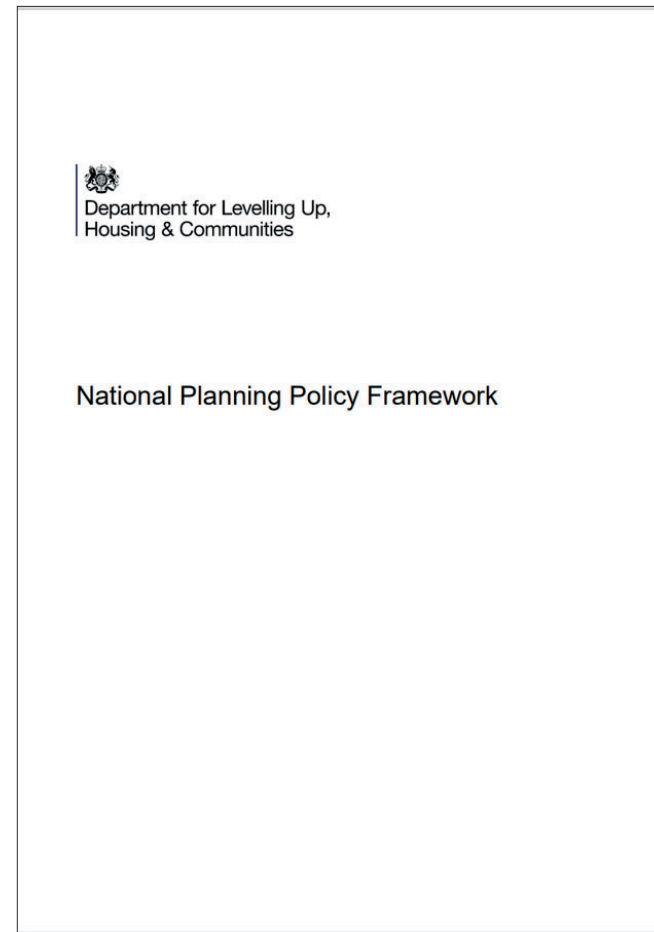 Department for Levelling Up,
Housing & Communities
National Planning Policy Framework